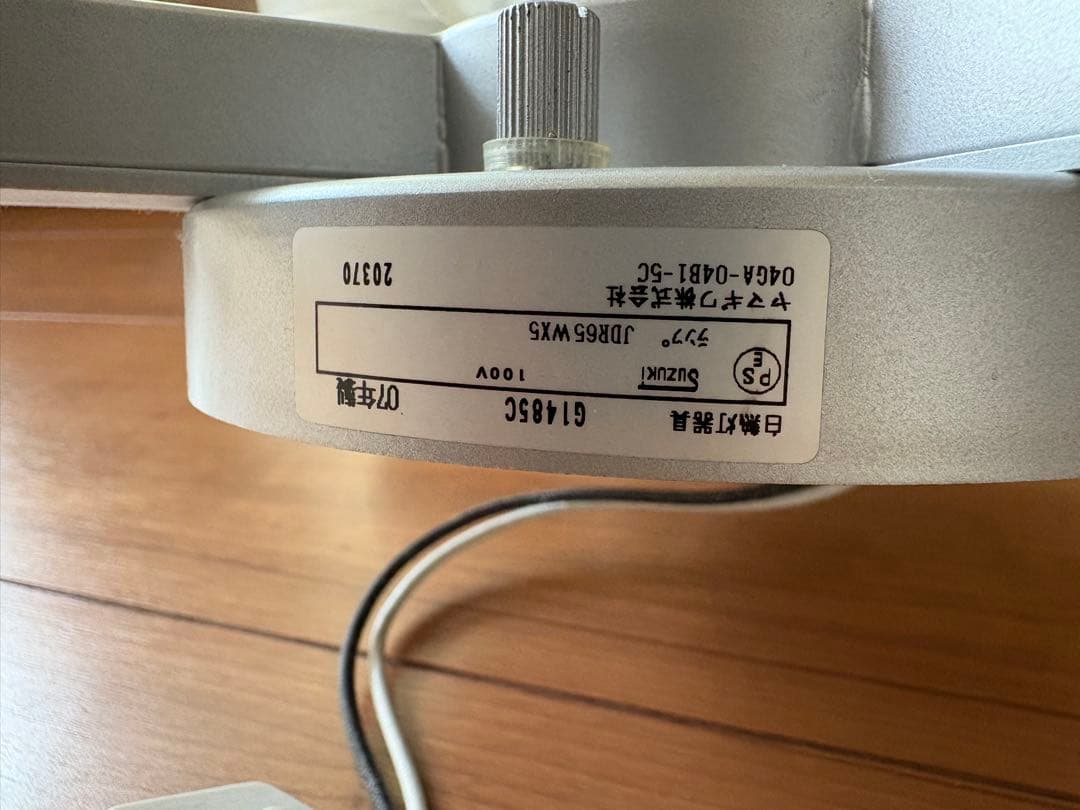 白熱灯器具 G1485C 07年製
PSE SUZUKI 100V
ランプ JDR65WX5
ヤマギワ株式会社
04GA-04B1-5C 20370